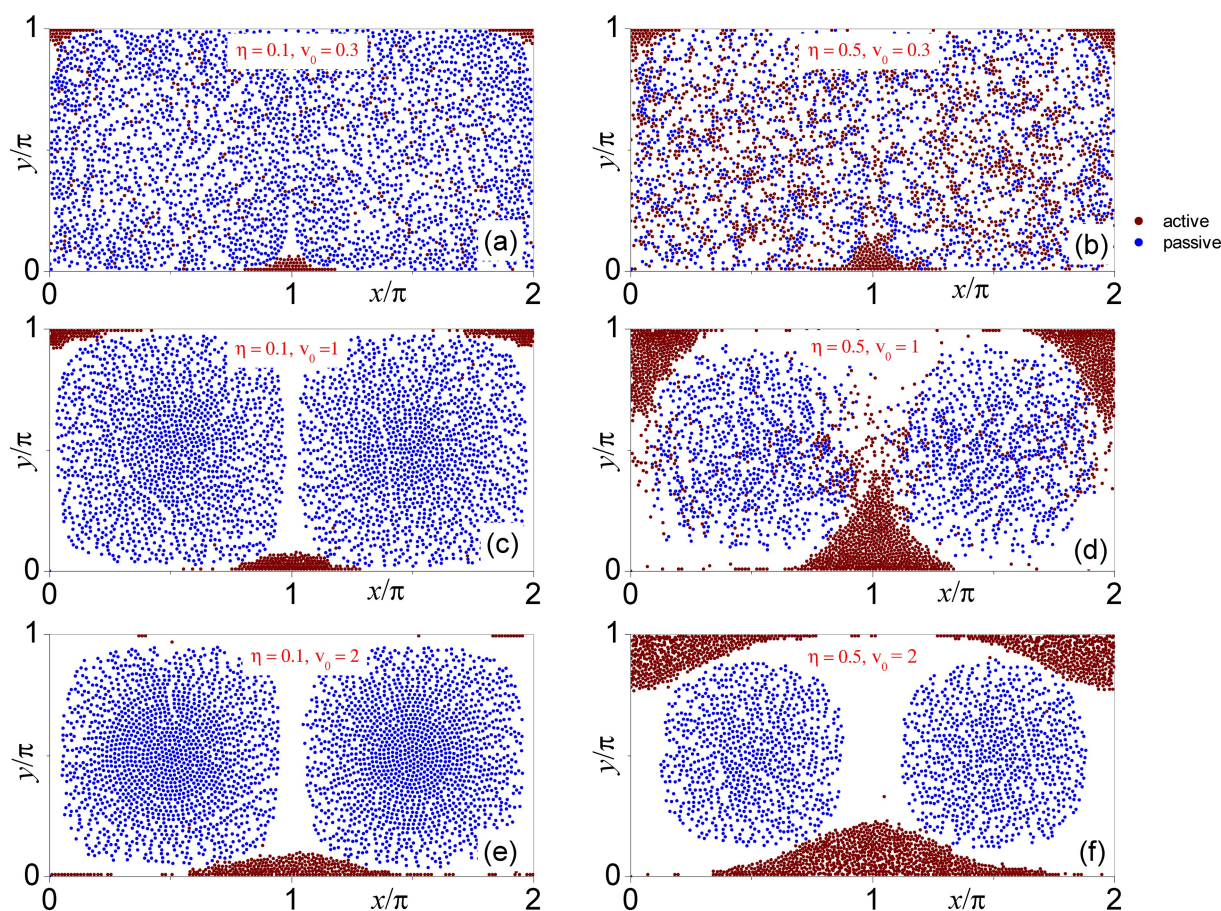 1
η = 0.1, v₀ = 0.3
y/π
(a)
0
0
1
x/π
2
1
η = 0.5, v₀ = 0.3
y/π
(b)
0
0
1
x/π
2
active
passive
1
η = 0.1, v₀ =1
y/π
(c)
0
0
1
x/π
2
1
η = 0.5, v₀ = 1
y/π
(d)
0
0
1
x/π
2
1
η = 0.1, v₀ = 2
y/π
(e)
0
0
1
x/π
2
1
η = 0.5, v₀ = 2
y/π
(f)
0
0
1
x/π
2